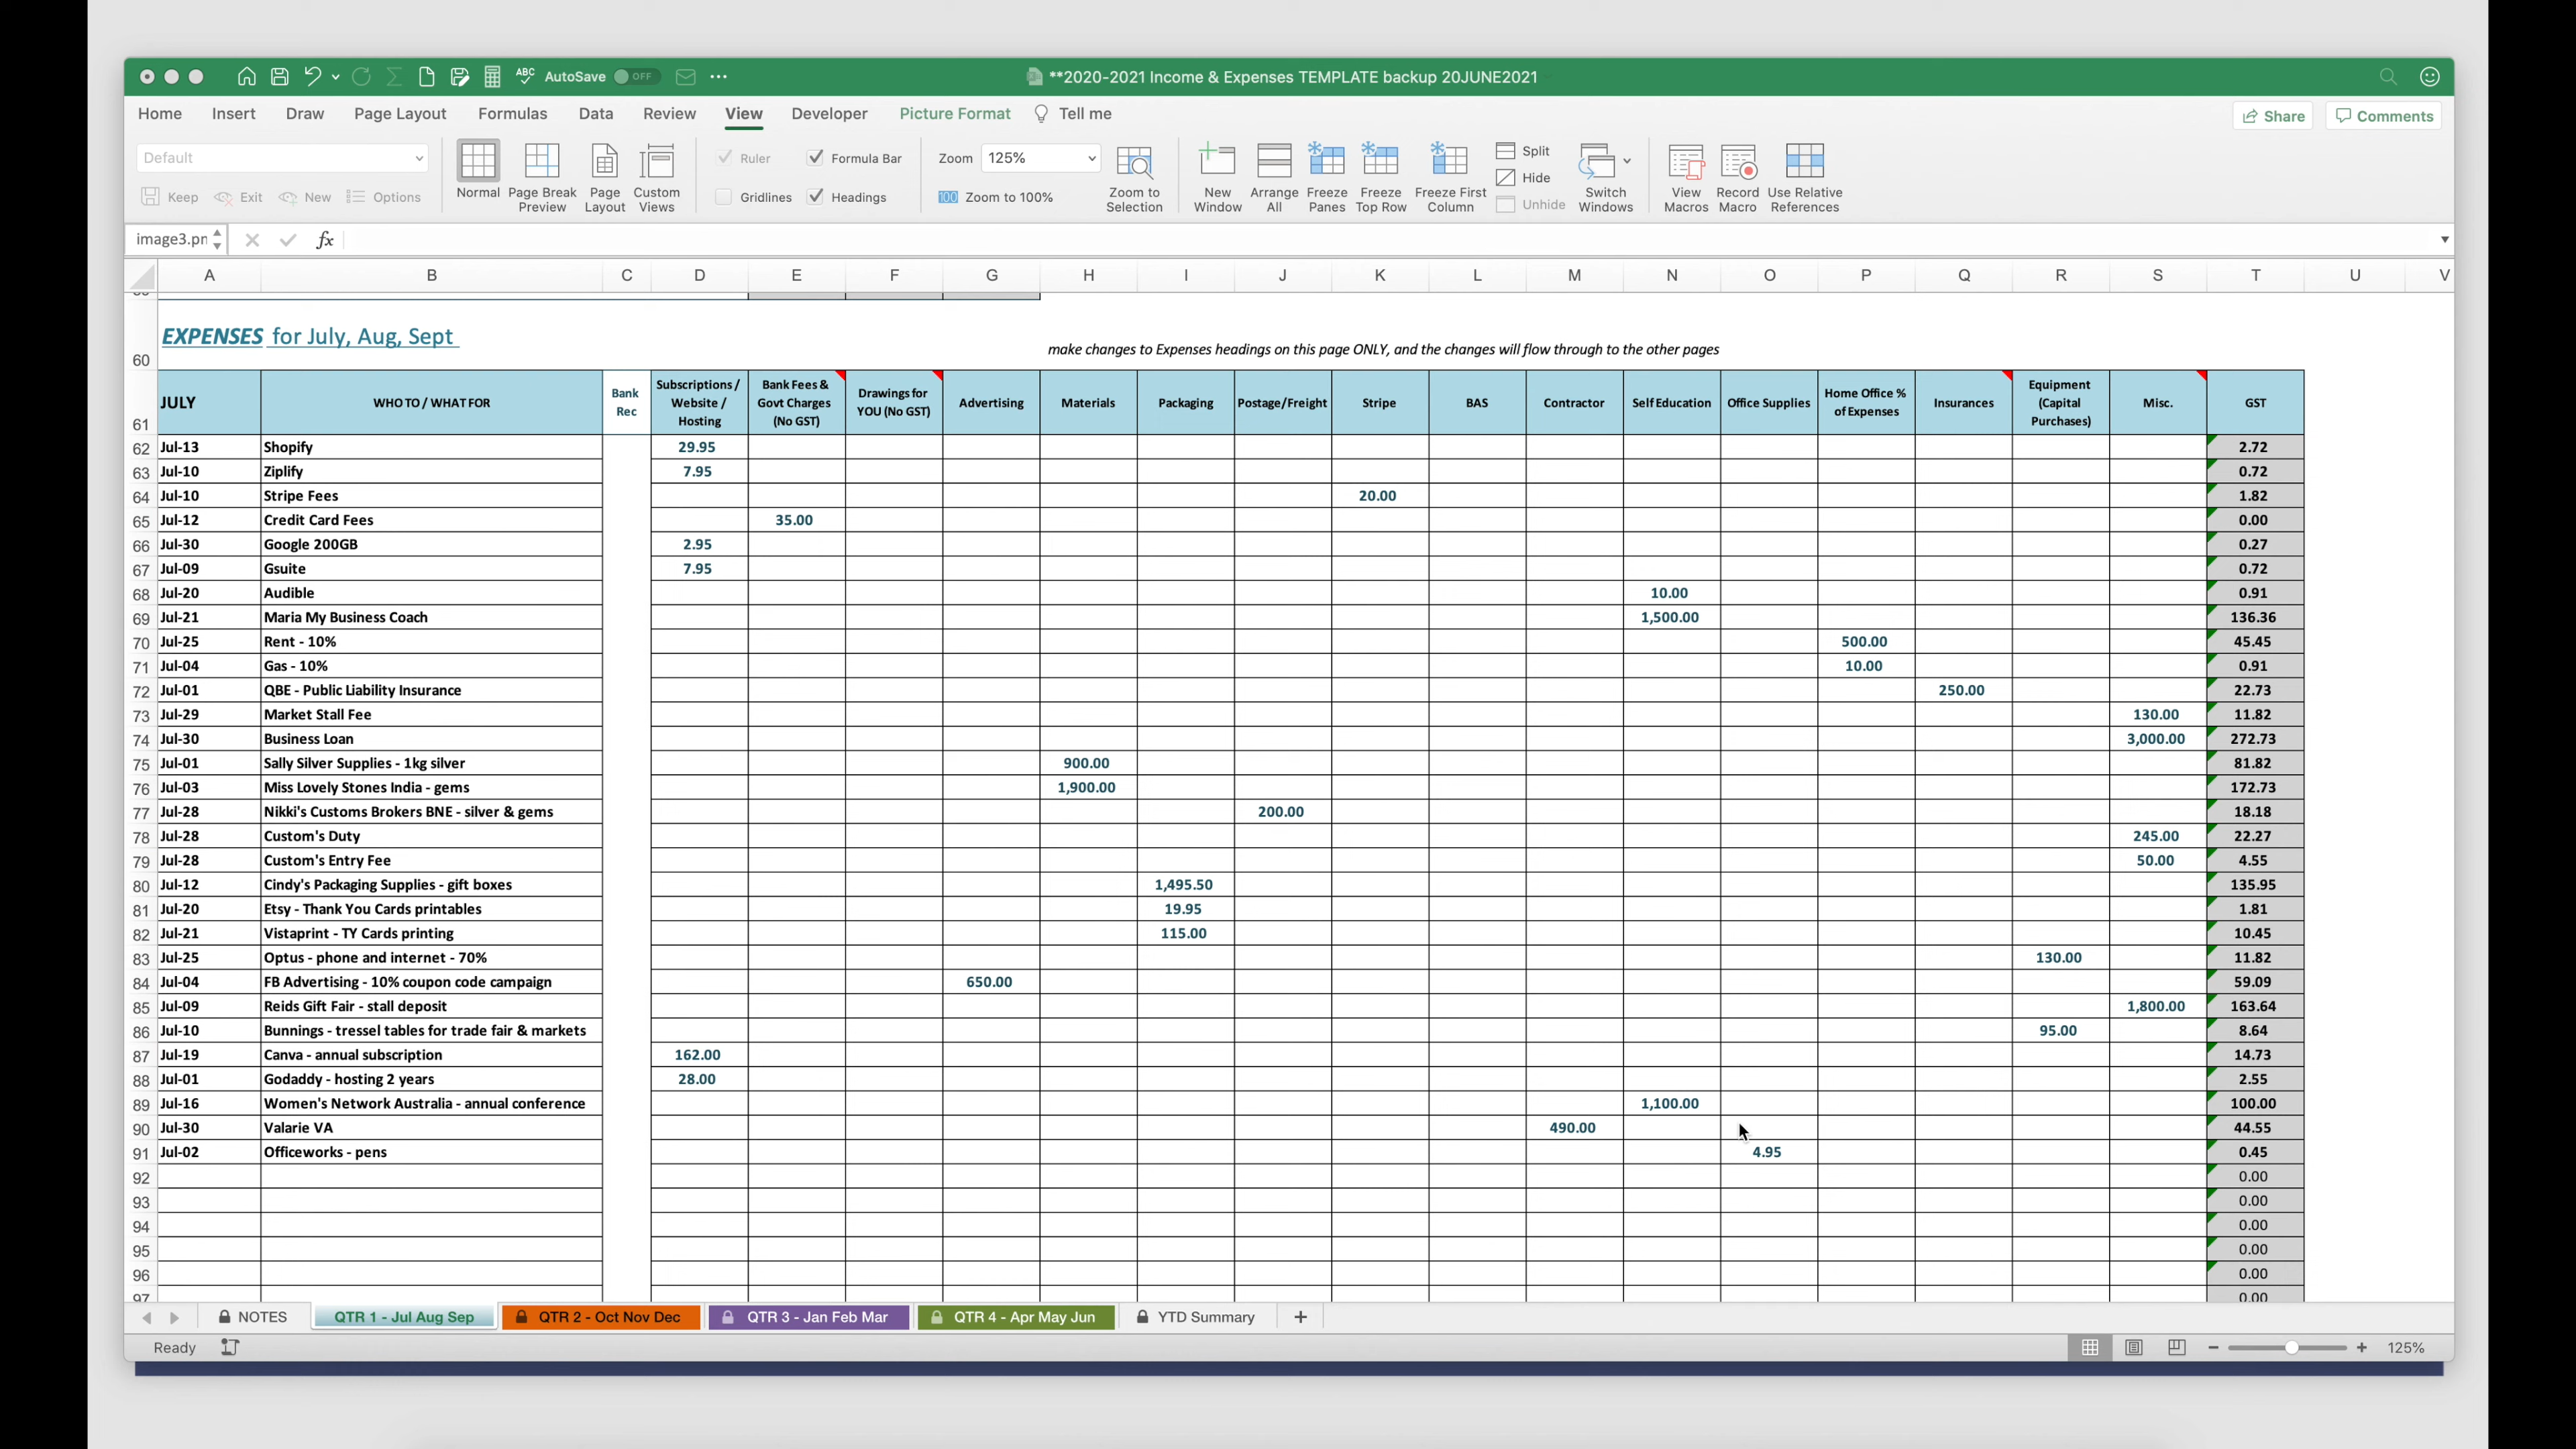 ABC AutoSave OFF ... **2020-2021 Income & Expenses TEMPLATE backup 20JUNE2021
Home Insert Draw Page Layout Formulas Data Review View Developer Picture Format Tell me Share Comments
Default Normal Page Break Preview Page Layout Custom Views Ruler Formula Bar Zoom 125% Zoom to Selection New Window Arrange All Freeze Panes Freeze Top Row Freeze First Column Split Hide Unhide Switch Windows View Macros Record Macro Use Relative References
Keep Exit New Options Gridlines Headings 100 Zoom to 100%
image3.pn fx
A B C D E F G H I J K L M N O P Q R S T U V
EXPENSES for July, Aug, Sept
60 make changes to Expenses headings on this page ONLY, and the changes will flow through to the other pages
61 JULY WHO TO / WHAT FOR Bank Rec Subscriptions / Website / Hosting Bank Fees & Govt Charges (No GST) Drawings for YOU (No GST) Advertising Materials Packaging Postage/Freight Stripe BAS Contractor Self Education Office Supplies Home Office % of Expenses Insurances Equipment (Capital Purchases) Misc. GST
62 Jul-13 Shopify 29.95 2.72
63 Jul-10 Ziplify 7.95 0.72
64 Jul-10 Stripe Fees 20.00 1.82
65 Jul-12 Credit Card Fees 35.00 0.00
66 Jul-30 Google 200GB 2.95 0.27
67 Jul-09 Gsuite 7.95 0.72
68 Jul-20 Audible 10.00 0.91
69 Jul-21 Maria My Business Coach 1,500.00 136.36
70 Jul-25 Rent - 10% 500.00 45.45
71 Jul-04 Gas - 10% 10.00 0.91
72 Jul-01 QBE - Public Liability Insurance 250.00 22.73
73 Jul-29 Market Stall Fee 130.00 11.82
74 Jul-30 Business Loan 3,000.00 272.73
75 Jul-01 Sally Silver Supplies - 1kg silver 900.00 81.82
76 Jul-03 Miss Lovely Stones India - gems 1,900.00 172.73
77 Jul-28 Nikki's Customs Brokers BNE - silver & gems 200.00 18.18
78 Jul-28 Custom's Duty 245.00 22.27
79 Jul-28 Custom's Entry Fee 50.00 4.55
80 Jul-12 Cindy's Packaging Supplies - gift boxes 1,495.50 135.95
81 Jul-20 Etsy - Thank You Cards printables 19.95 1.81
82 Jul-21 Vistaprint - TY Cards printing 115.00 10.45
83 Jul-25 Optus - phone and internet - 70% 130.00 11.82
84 Jul-04 FB Advertising - 10% coupon code campaign 650.00 59.09
85 Jul-09 Reids Gift Fair - stall deposit 1,800.00 163.64
86 Jul-10 Bunnings - tressel tables for trade fair & markets 95.00 8.64
87 Jul-19 Canva - annual subscription 162.00 14.73
88 Jul-01 Godaddy - hosting 2 years 28.00 2.55
89 Jul-16 Women's Network Australia - annual conference 1,100.00 100.00
90 Jul-30 Valarie VA 490.00 44.55
91 Jul-02 Officeworks - pens 4.95 0.45
92 0.00
93 0.00
94 0.00
95 0.00
96 0.00
97 0.00
NOTES QTR 1 - Jul Aug Sep QTR 2 - Oct Nov Dec QTR 3 - Jan Feb Mar QTR 4 - Apr May Jun YTD Summary +
Ready 125%